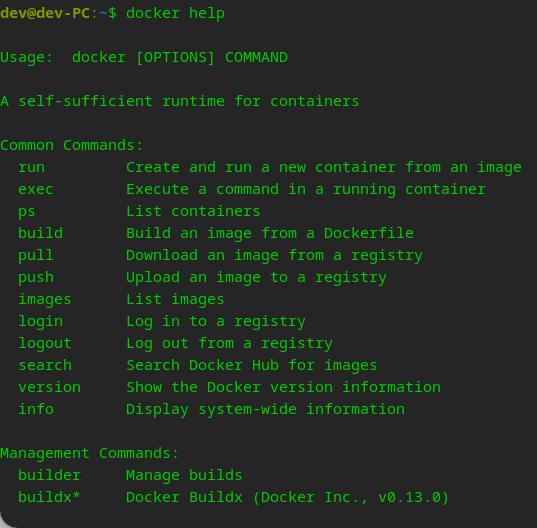 dev@dev-PC:~$ docker help
Usage:  docker [OPTIONS] COMMAND
A self-sufficient runtime for containers
Common Commands:
  run         Create and run a new container from an image
  exec        Execute a command in a running container
  ps          List containers
  build       Build an image from a Dockerfile
  pull        Download an image from a registry
  push        Upload an image to a registry
  images      List images
  login       Log in to a registry
  logout      Log out from a registry
  search      Search Docker Hub for images
  version     Show the Docker version information
  info        Display system-wide information
Management Commands:
  builder     Manage builds
  buildx*     Docker Buildx (Docker Inc., v0.13.0)